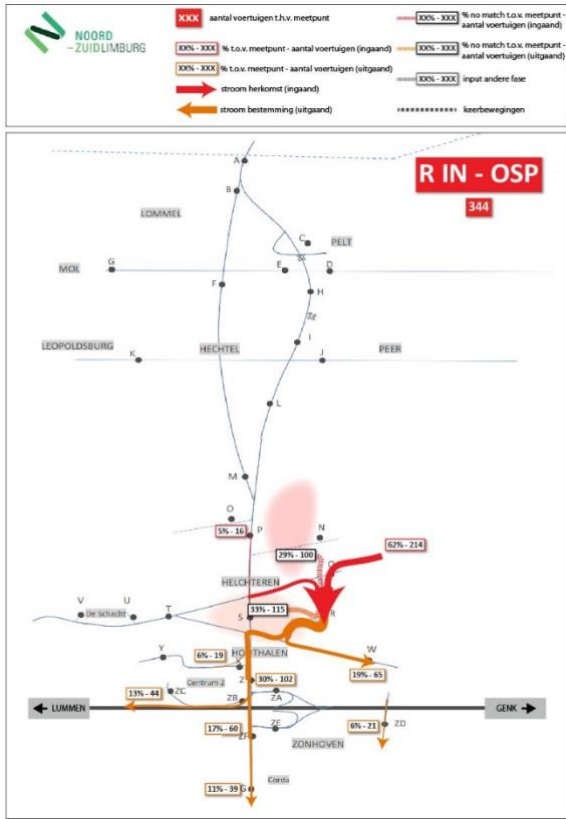 NOORD
-ZUIDLIMBURG
XXX aantal voertuigen t.h.v. meetpunt
XX% - XXX % t.o.v. meetpunt - aantal voertuigen (ingaand)
XX% - XXX % t.o.v. meetpunt - aantal voertuigen (uitgaand)
stroom herkomst (ingaand)
stroom bestemming (uitgaand)
XX% - XXX % no match t.o.v. meetpunt -
aantal voertuigen (ingaand)
XX% - XXX % no match t.o.v. meetpunt -
aantal voertuigen (uitgaand)
XX% - XXX input andere fase
keerbewegingen
R IN - OSP
344
A
B
LOMMEL
C
PELT
MOL
G
E
D
F
H
I
LEOPOLDSBURG
HECHTEL
PEER
K
J
L
M
O
P
N
5% - 16
62% - 214
29% - 100
Q
HELCHTEREN
V
U
De Schacht
T
33% - 115
S
R
HOUTHALEN
Y
6% - 19
X
W
19% - 65
Z
30% - 102
Centrum Z
13% - 44
ZC
ZB
ZA
LUMMEN
GENK
17% - 60
ZE
ZF
6% - 21
ZD
ZONHOVEN
11% - 39
G
Corda